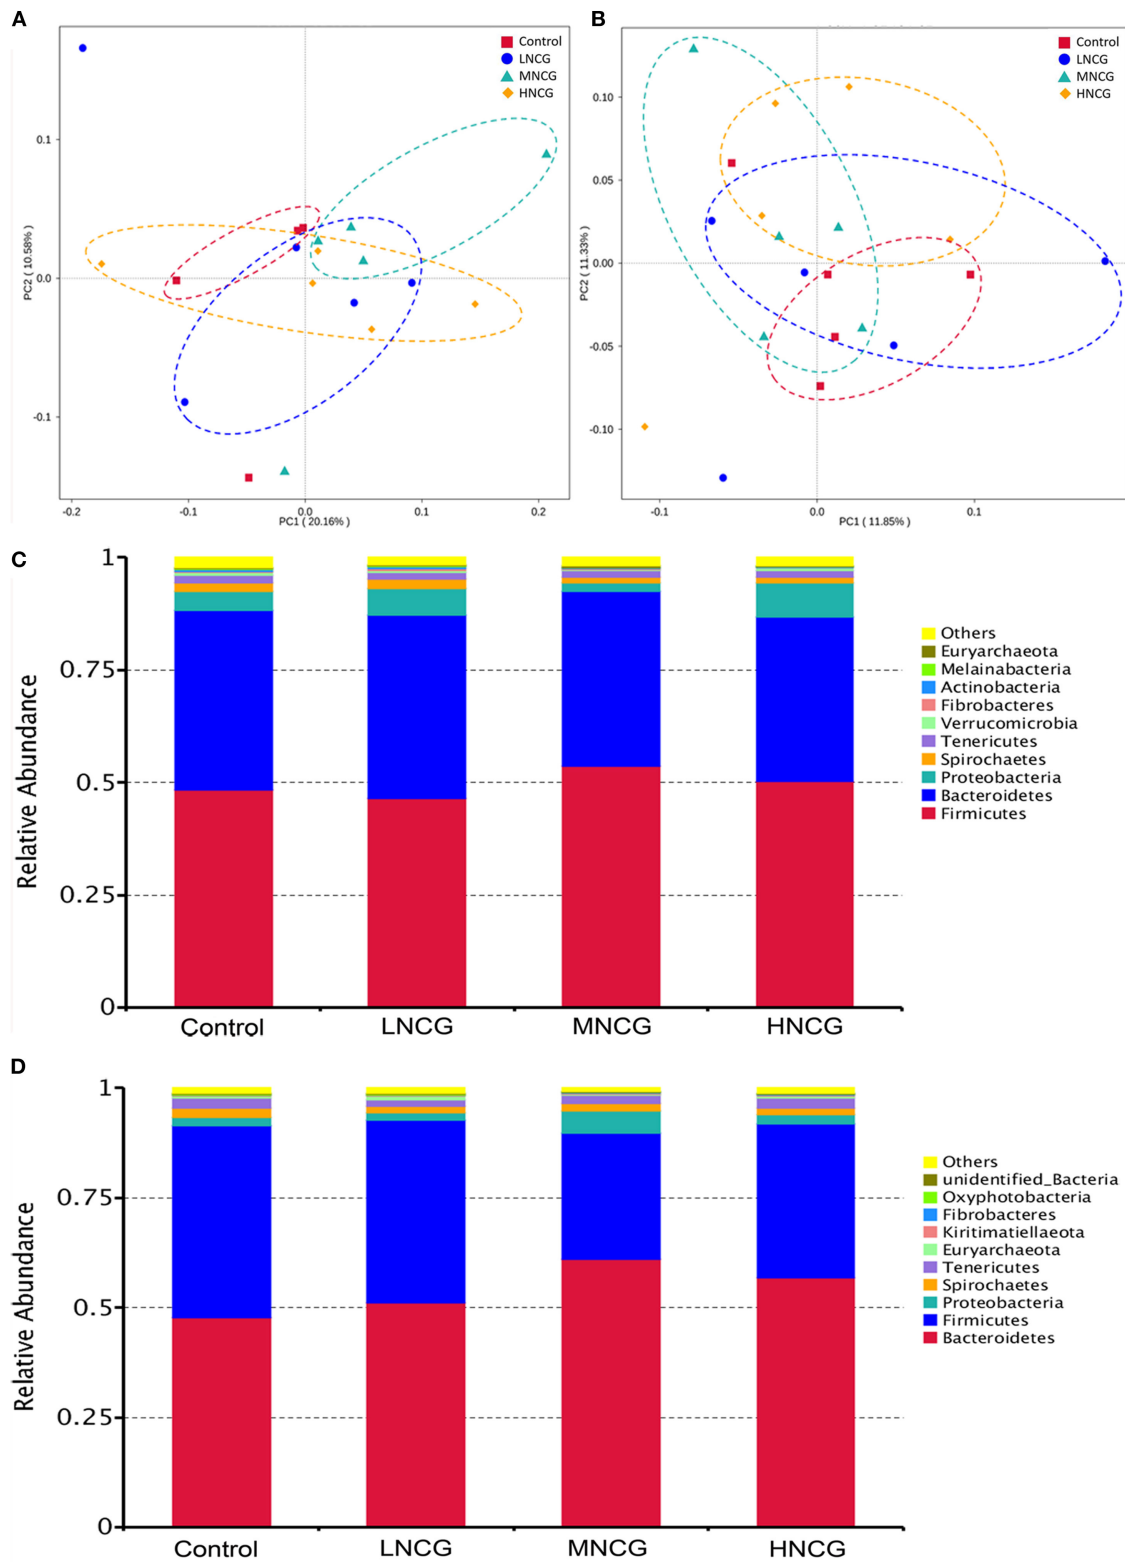 A
B
Control
LNCG
MNCG
HNCG
0.1
0.0
-0.1
PC2 ( 10.58%)
-0.2
-0.1
0.0
0.1
0.2
PC1 ( 20.16%)
Control
LNCG
MNCG
HNCG
0.10
0.05
0.00
-0.05
-0.10
PC2 ( 11.33%)
-0.1
0.0
0.1
PC1 ( 11.85%)
C
1
0.75
0.5
0.25
0
Relative Abundance
Control
LNCG
MNCG
HNCG
Others
Euryarchaeota
Melainabacteria
Actinobacteria
Fibrobacteres
Verrucomicrobia
Tenericutes
Spirochaetes
Proteobacteria
Bacteroidetes
Firmicutes
D
1
0.75
0.5
0.25
0
Relative Abundance
Control
LNCG
MNCG
HNCG
Others
unidentified_Bacteria
Oxyphotobacteria
Fibrobacteres
Kiritimatiellaeota
Euryarchaeota
Tenericutes
Spirochaetes
Proteobacteria
Firmicutes
Bacteroidetes